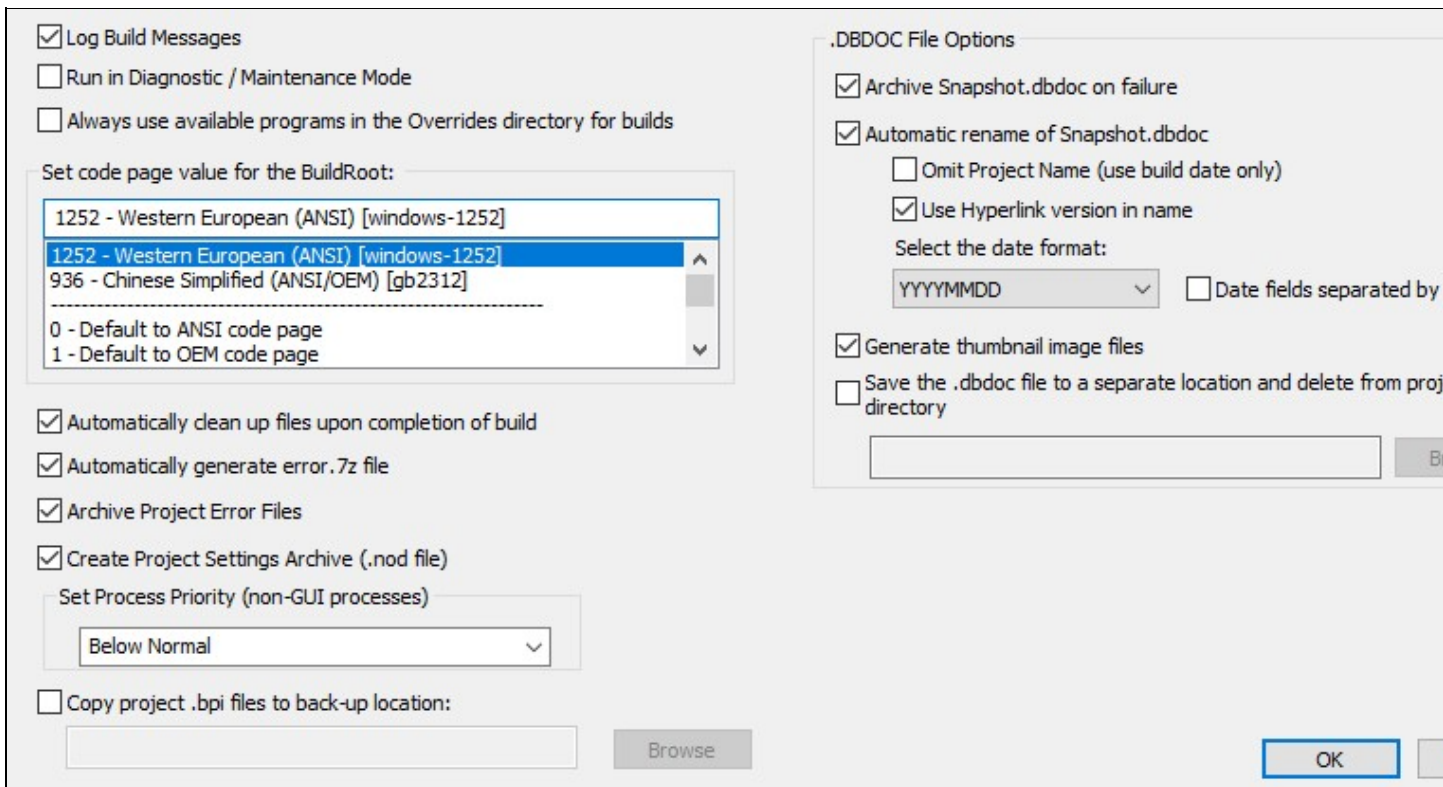 Log Build Messages
Run in Diagnostic / Maintenance Mode
Always use available programs in the Overrides directory for builds
Set code page value for the BuildRoot:
1252 - Western European (ANSI) [windows-1252]
1252 - Western European (ANSI) [windows-1252]
936 - Chinese Simplified (ANSI/OEM) [gb2312]
----------------------------------------------------------------
0 - Default to ANSI code page
1 - Default to OEM code page
Automatically clean up files upon completion of build
Automatically generate error.7z file
Archive Project Error Files
Create Project Settings Archive (.nod file)
Set Process Priority (non-GUI processes)
Below Normal
Copy project .bpi files to back-up location:
Browse
.DBDOC File Options
Archive Snapshot.dbdoc on failure
Automatic rename of Snapshot.dbdoc
Omit Project Name (use build date only)
Use Hyperlink version in name
Select the date format:
YYYYMMDD
Date fields separated by
Generate thumbnail image files
Save the .dbdoc file to a separate location and delete from
directory
OK